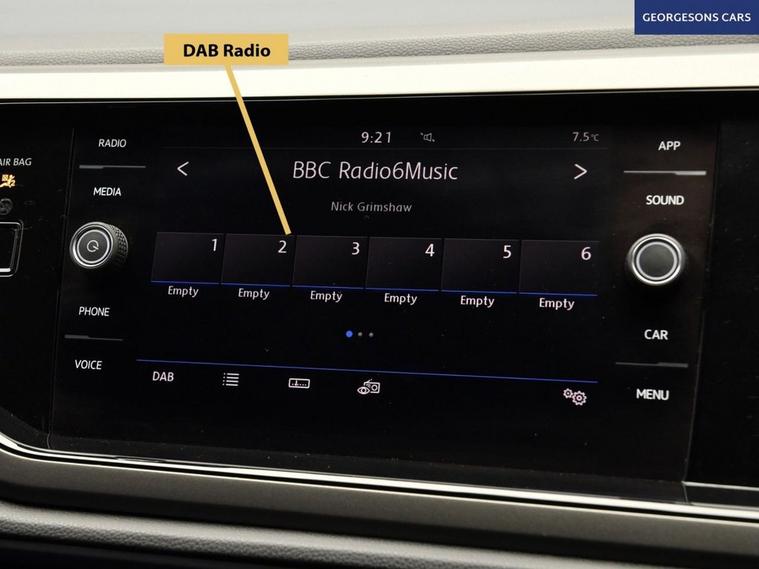 GEORGESONS CARS
DAB Radio
RADIO
9:21
7.5°C
APP
AIR BAG
BBC Radio6Music
MEDIA
SOUND
Nick Grimshaw
1
2
3
4
5
6
Empty
Empty
Empty
Empty
Empty
Empty
PHONE
CAR
VOICE
DAB
MENU